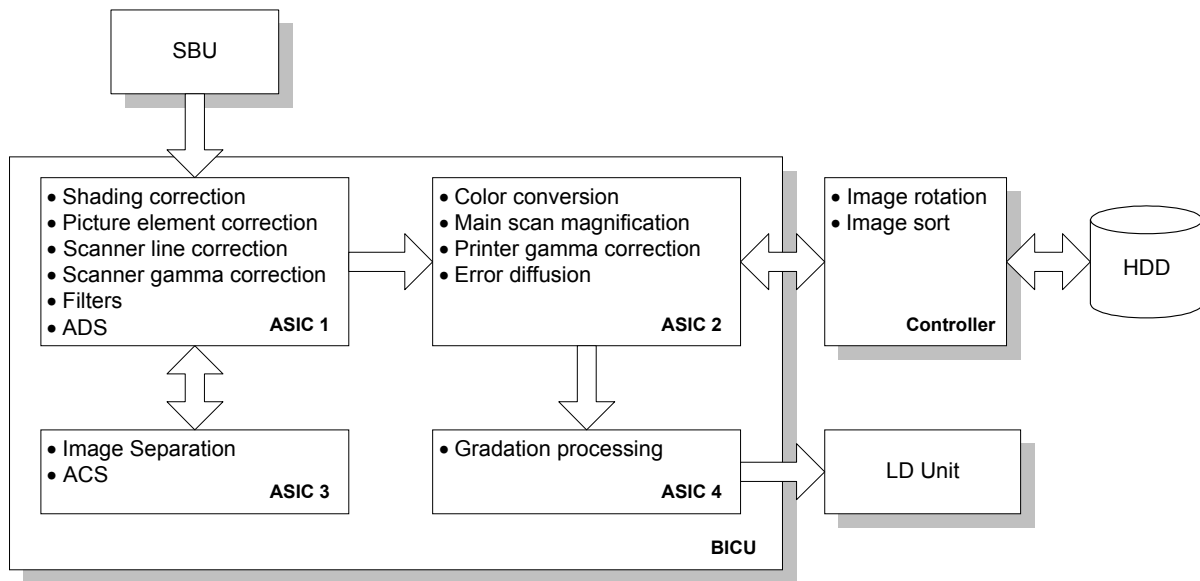 SBU
• Shading correction
• Picture element correction
• Scanner line correction
• Scanner gamma correction
• Filters
• ADS
ASIC 1
• Color conversion
• Main scan magnification
• Printer gamma correction
• Error diffusion
ASIC 2
• Image rotation
• Image sort
Controller
HDD
• Image Separation
• ACS
ASIC 3
• Gradation processing
ASIC 4
LD Unit
BICU